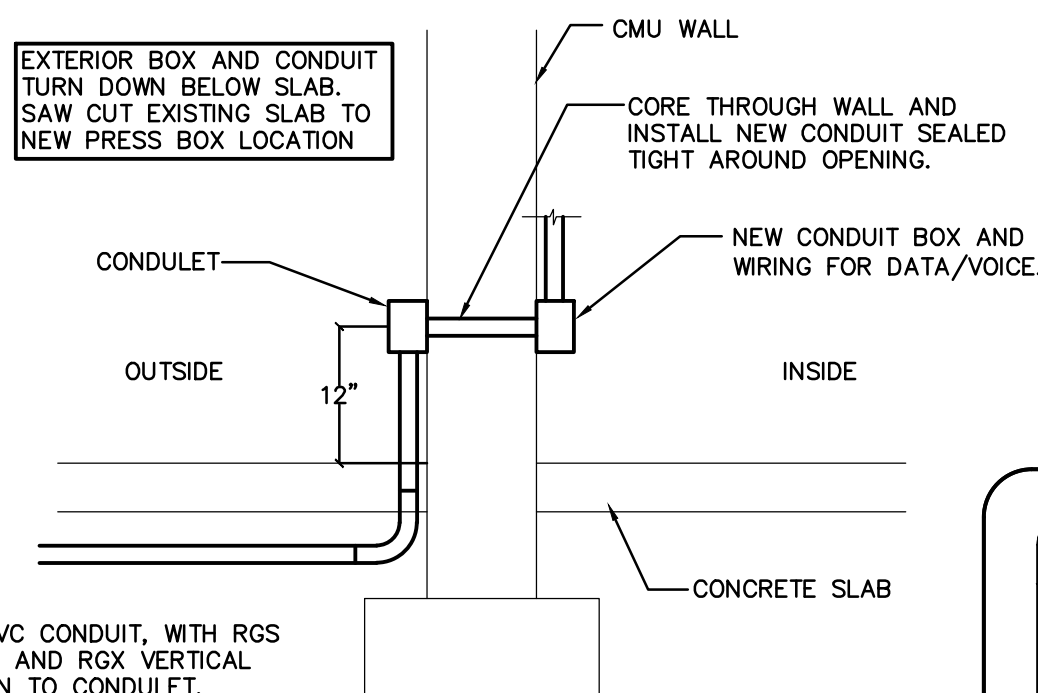 CMU WALL
EXTERIOR BOX AND CONDUIT
TURN DOWN BELOW SLAB.
SAW CUT EXISTING SLAB TO
NEW PRESS BOX LOCATION
CORE THROUGH WALL AND
INSTALL NEW CONDUIT SEALED
TIGHT AROUND OPENING.
NEW CONDUIT BOX AND
WIRING FOR DATA/VOICE.
CONDULET
OUTSIDE
INSIDE
12"
CONCRETE SLAB
CONDUIT, WITH RGS
AND RGX VERTICAL
TO CONDULET.